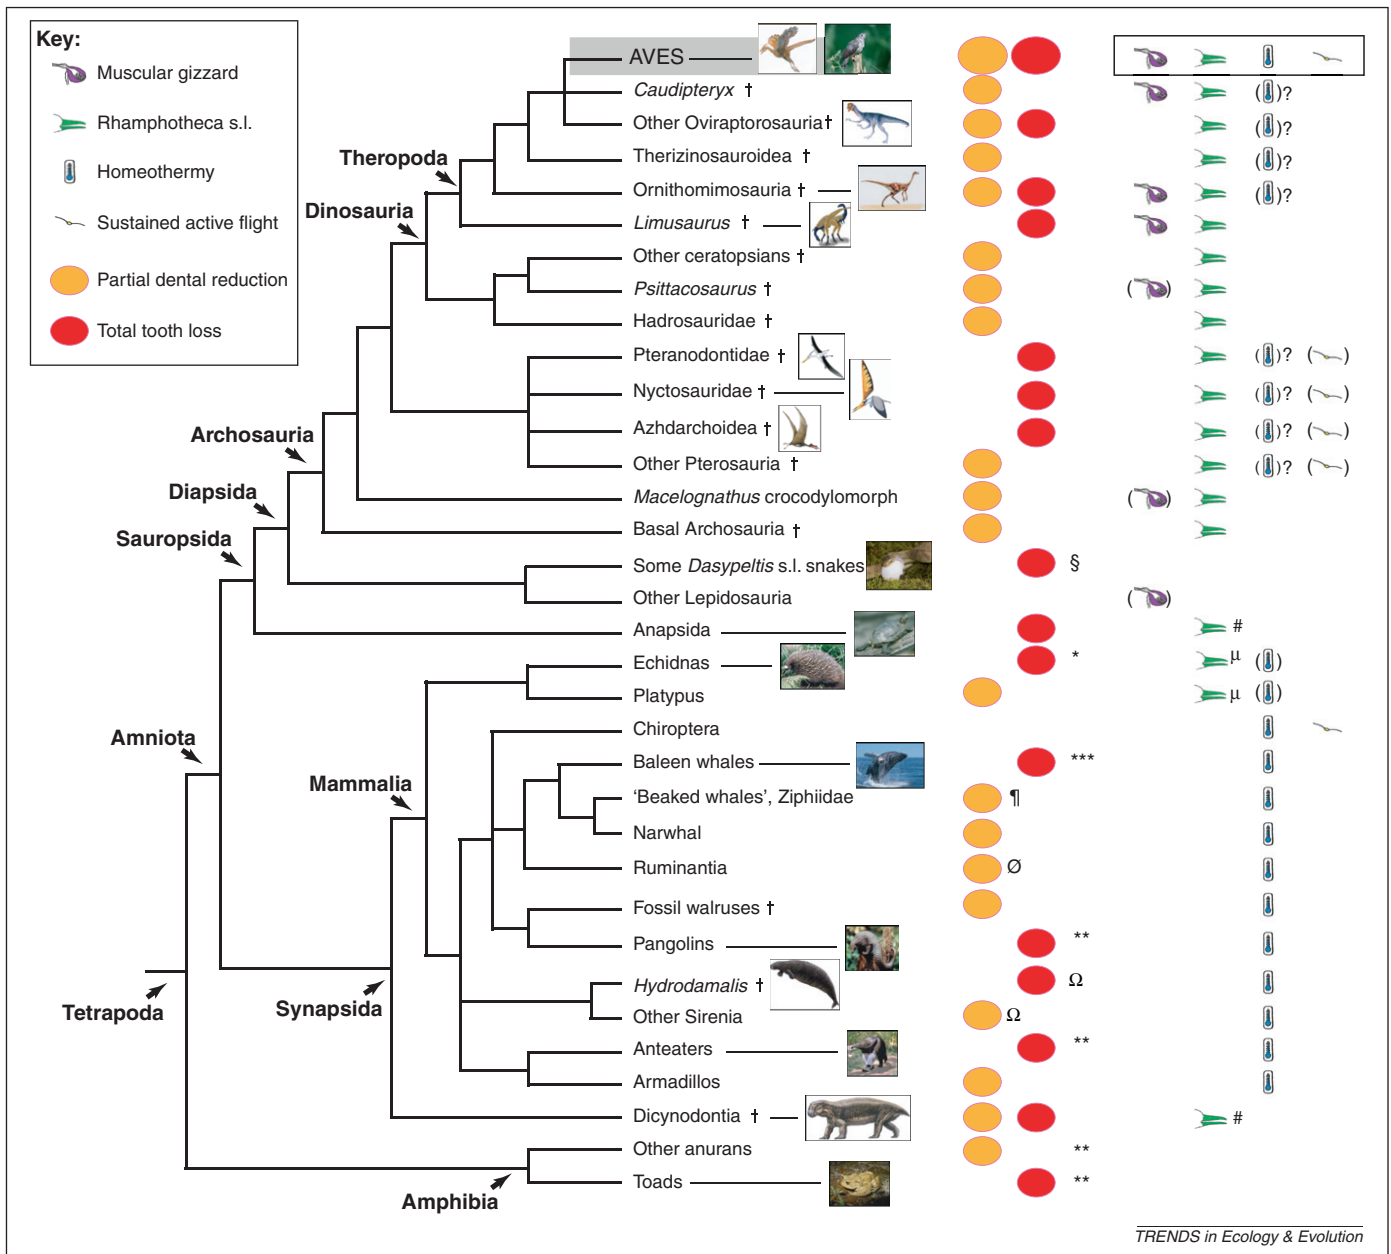 Key:
Muscular gizzard
Rhamphotheca s.l.
Homeothermy
Sustained active flight
Partial dental reduction
Total tooth loss
AVES
Caudipteryx † ( )?
Other Oviraptorosauria† ( )?
Therizinosauroidea † ( )?
Theropoda
Ornithomimosauria † ( )?
Dinosauria
Limusaurus †
Other ceratopsians †
Psittacosaurus † ( )
Hadrosauridae †
Pteranodontidae † ( )? ( )
Nyctosauridae † ( )? ( )
Azhdarchoidea † ( )? ( )
Archosauria
Other Pterosauria † ( )? ( )
Diapsida
Macelognathus crocodylomorph ( )
Basal Archosauria †
Sauropsida
Some Dasypeltis s.l. snakes §
Other Lepidosauria ( )
Anapsida #
Echidnas * µ ( )
Platypus µ ( )
Amniota
Chiroptera
Baleen whales ***
Mammalia
‘Beaked whales’, Ziphiidae ¶
Narwhal
Ruminantia Ø
Fossil walruses †
Pangolins **
Hydrodamalis † Ω
Synapsida
Tetrapoda
Other Sirenia Ω
Anteaters **
Armadillos
Dicynodontia † #
Other anurans **
Toads **
Amphibia
TRENDS in Ecology & Evolution